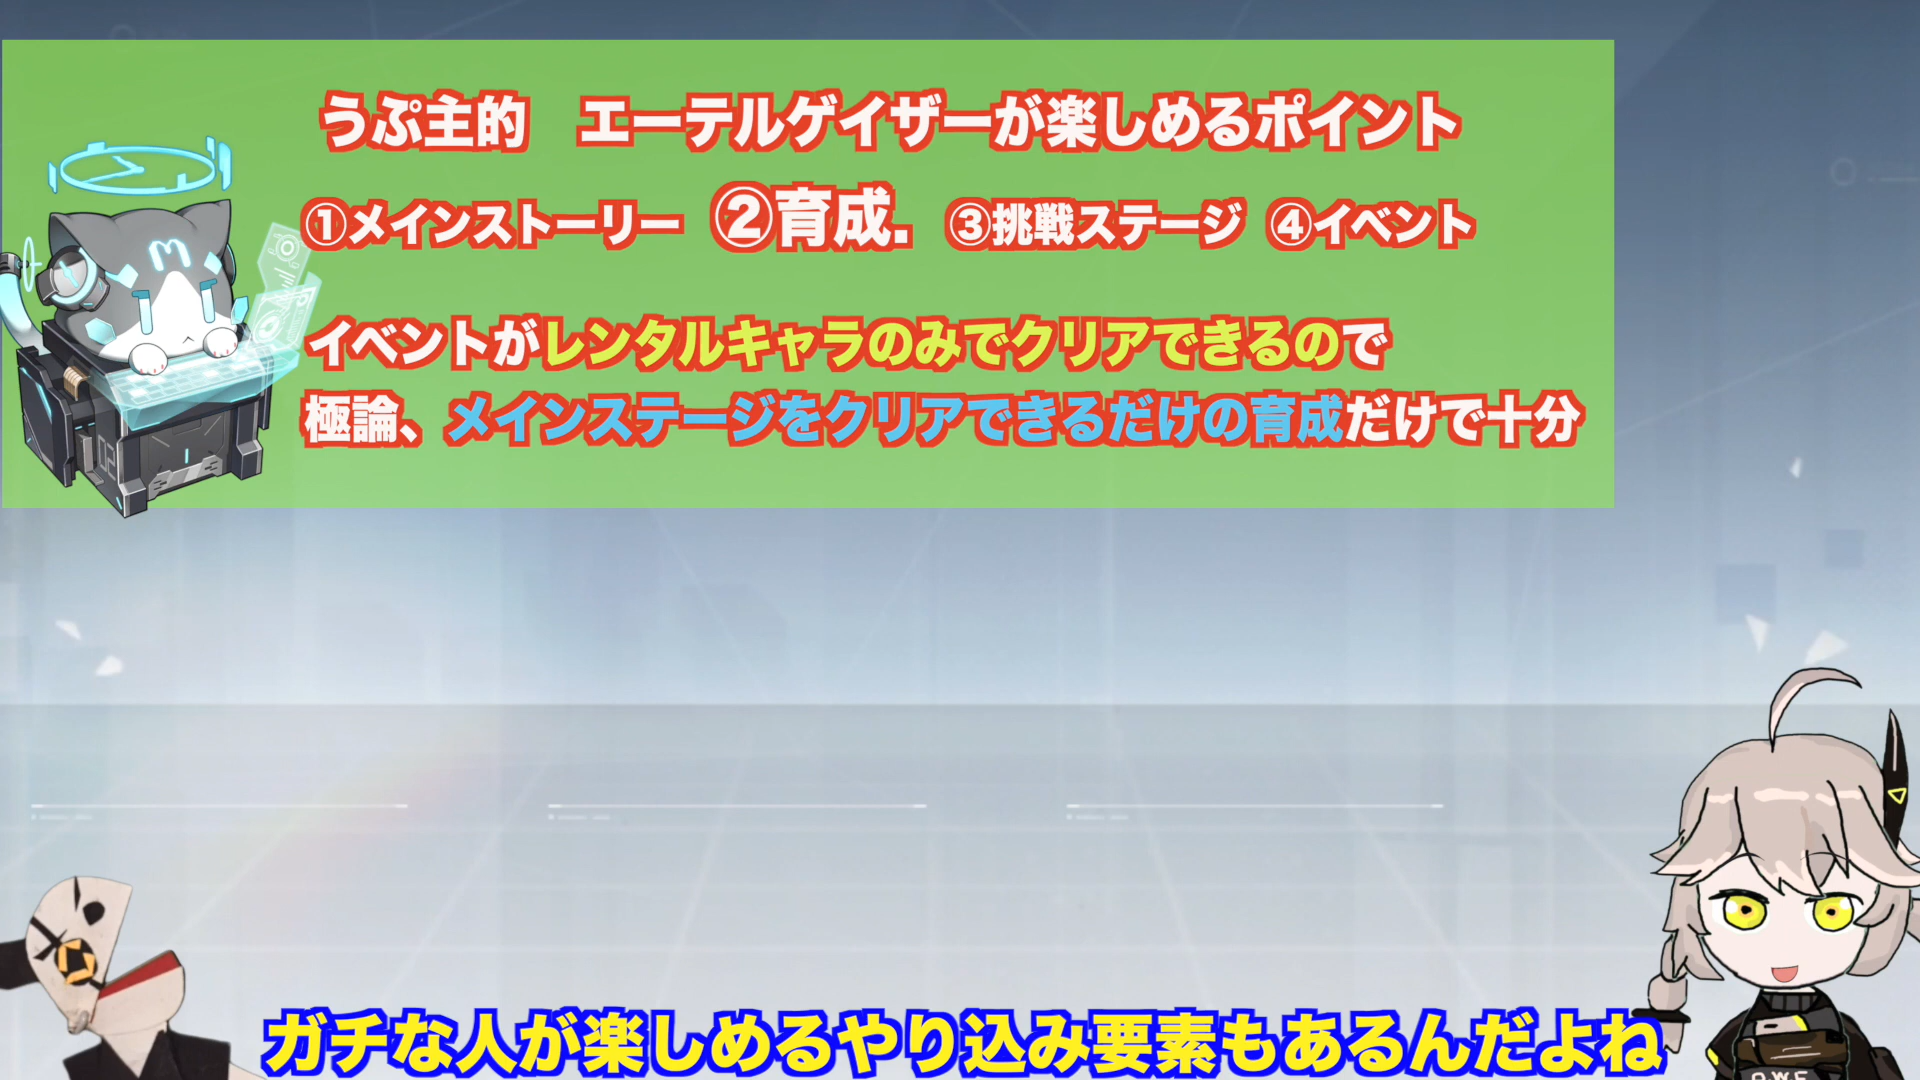 うぷ主的　エーテルゲイザーが楽しめるポイント
①メインストーリー ②育成. ③挑戦ステージ ④イベント
イベントがレンタルキャラのみでクリアできるので
極論、メインステージをクリアできるだけの育成だけで十分
ガチな人が楽しめるやり込み要素もあるんだよね